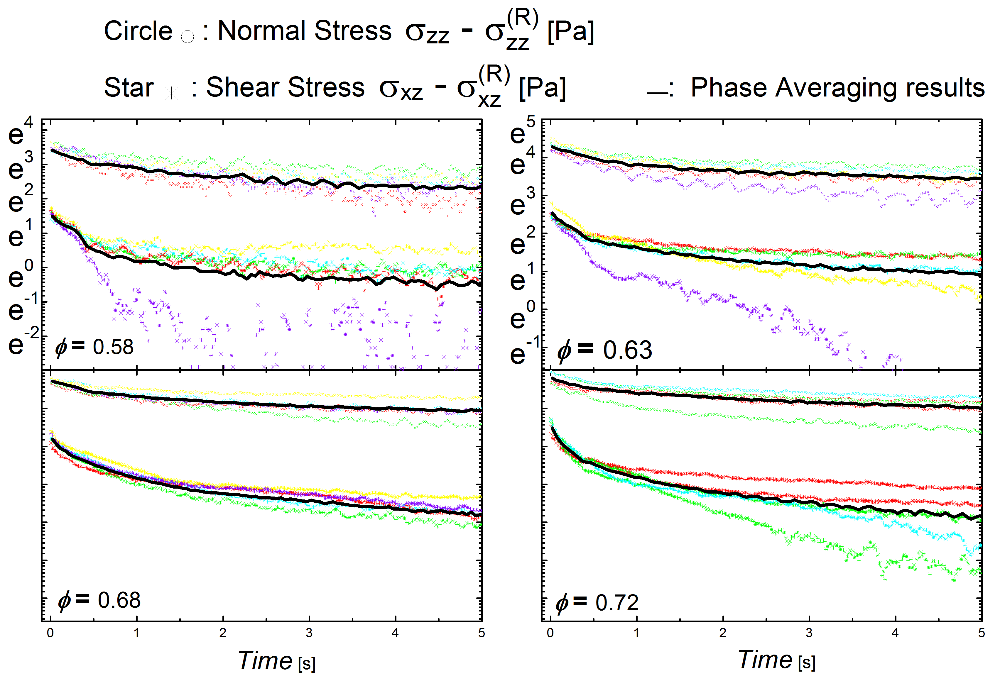 Circle ○ : Normal Stress σzz - σzz(R) [Pa]
Star ✳ : Shear Stress σxz - σxz(R) [Pa] —: Phase Averaging results
e4
e3
e2
e1
e0
e-1
e-2
ϕ = 0.58
e5
e4
e3
e2
e1
e0
e-1
ϕ = 0.63
ϕ = 0.68
ϕ = 0.72
0 1 2 3 4 5
0 1 2 3 4 5
Time [s]
Time [s]